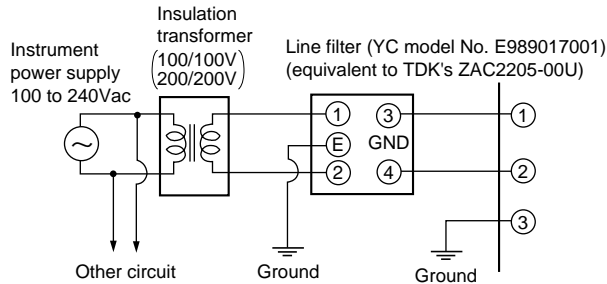 Insulation
transformer
(100/100V
200/200V)
Instrument
power supply
100 to 240Vac
Line filter (YC model No. E989017001)
(equivalent to TDK's ZAC2205-00U)
1
3
1
E
GND
2
4
2
3
Other circuit
Ground
Ground